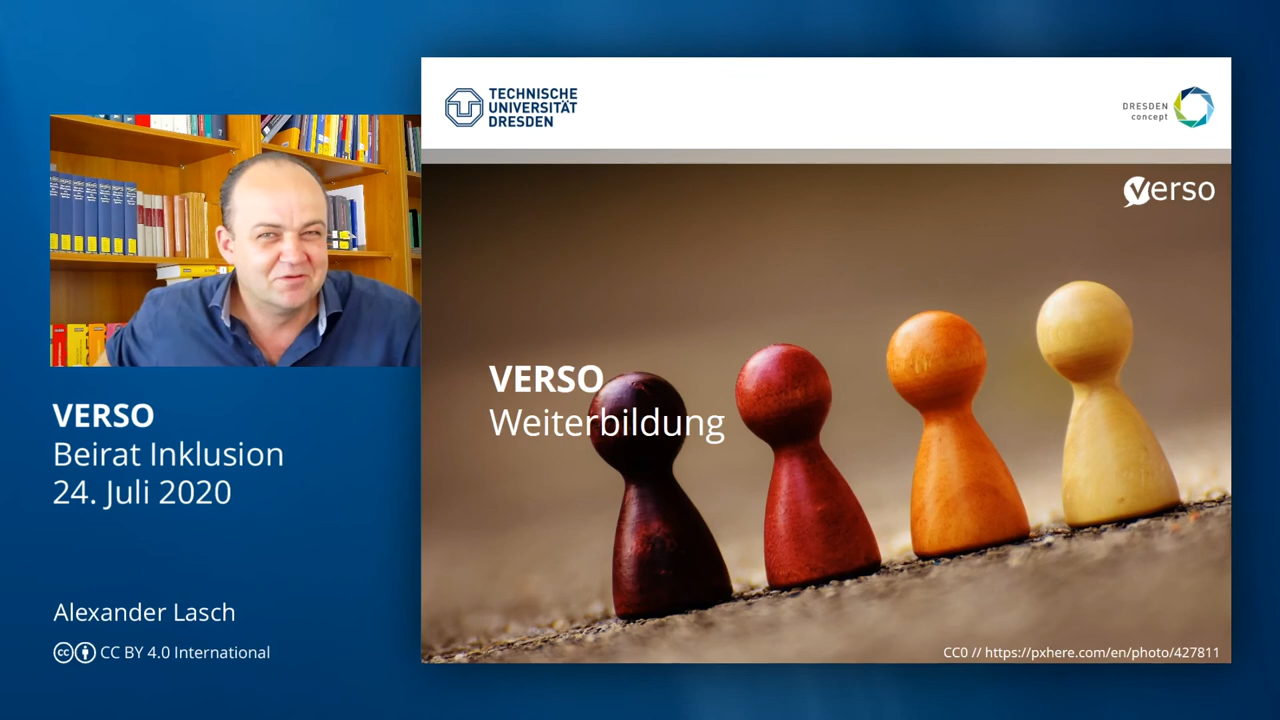 VERSO
Beirat Inklusion
24. Juli 2020
Alexander Lasch
CC BY 4.0 International
TECHNISCHE
UNIVERSITÄT
DRESDEN
DRESDEN
concept
verso
VERSO
Weiterbildung
CC0 // https://pxhere.com/en/photo/427811